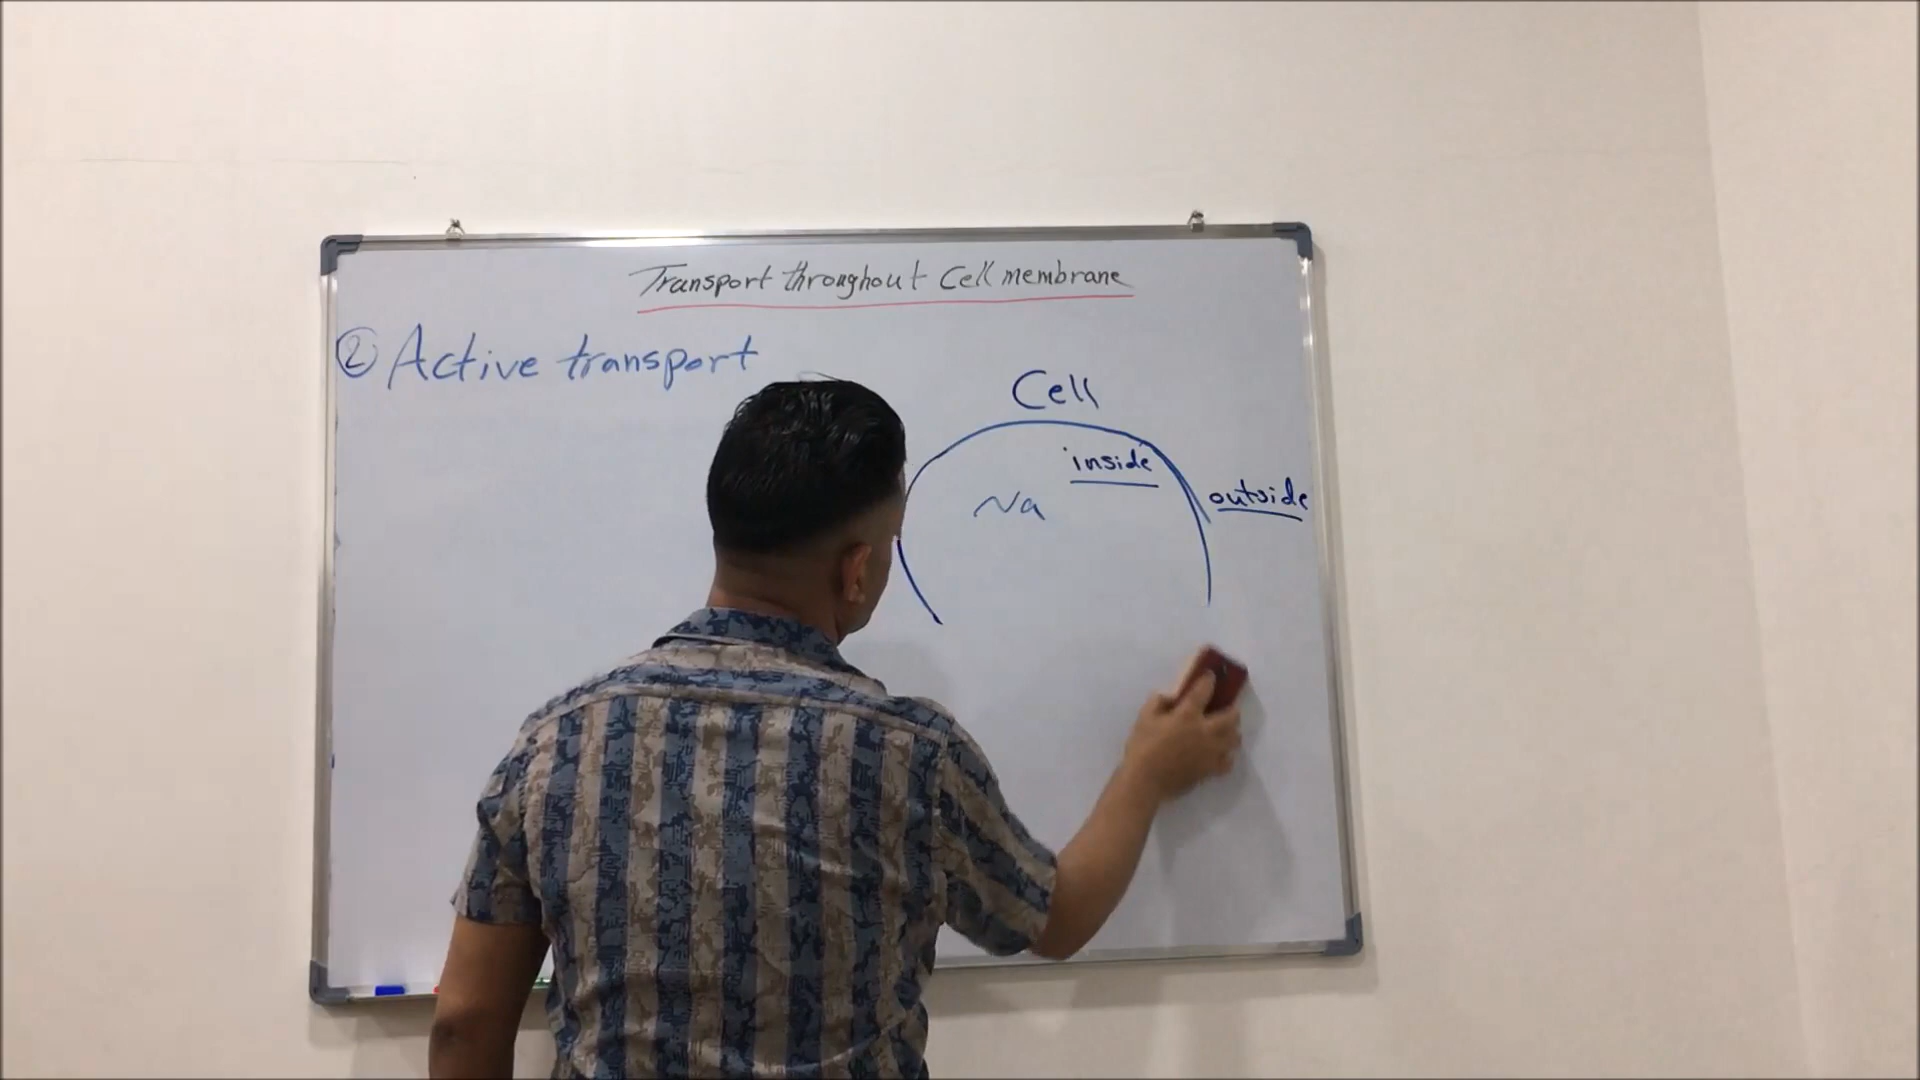 Transport throughout Cell membrane
② Active transport
Cell
inside
Na
outside